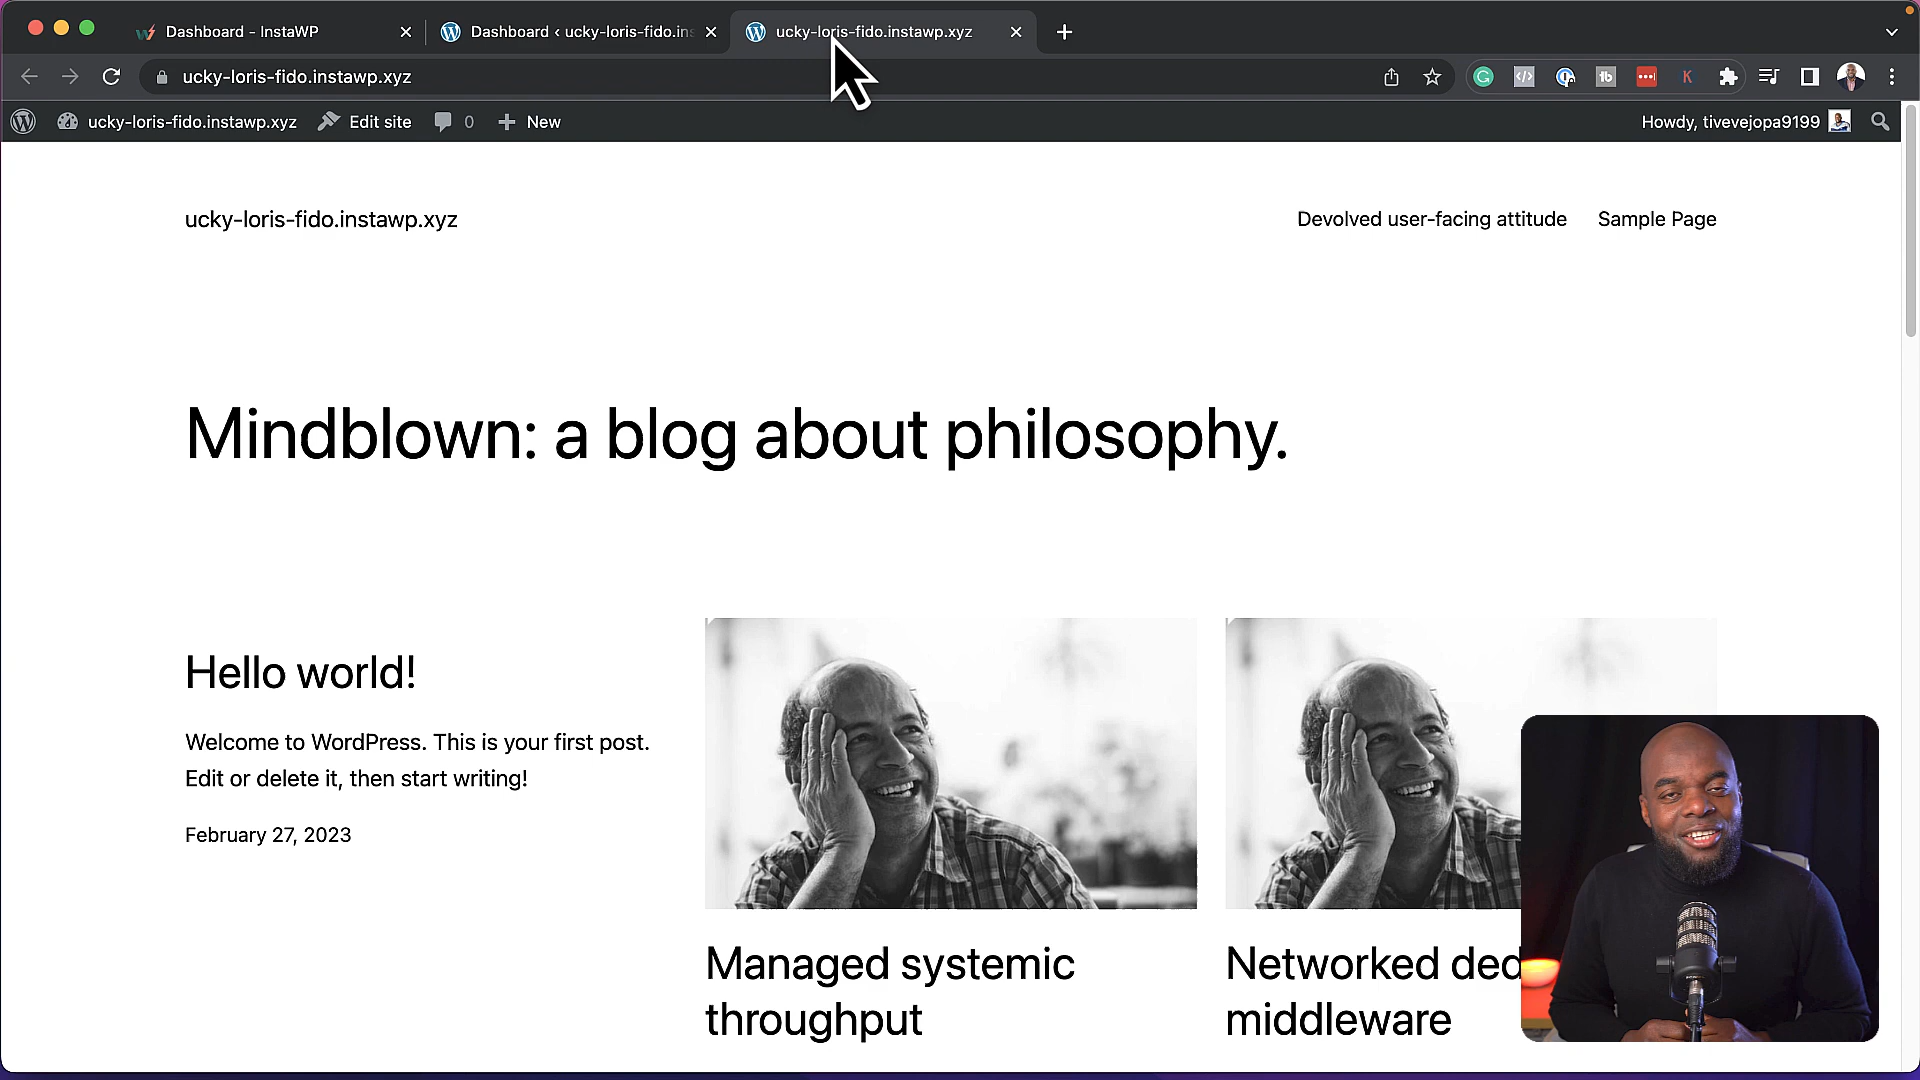 Dashboard - InstaWP
Dashboard ‹ ucky-loris-fido.ins
ucky-loris-fido.instawp.xyz
ucky-loris-fido.instawp.xyz
ucky-loris-fido.instawp.xyz
Edit site
0
New
Howdy, tivevejopa9199
ucky-loris-fido.instawp.xyz
Devolved user-facing attitude
Sample Page
Mindblown: a blog about philosophy.
Hello world!
Welcome to WordPress. This is your first post.
Edit or delete it, then start writing!
February 27, 2023
Managed systemic
throughput
Networked ded
middleware